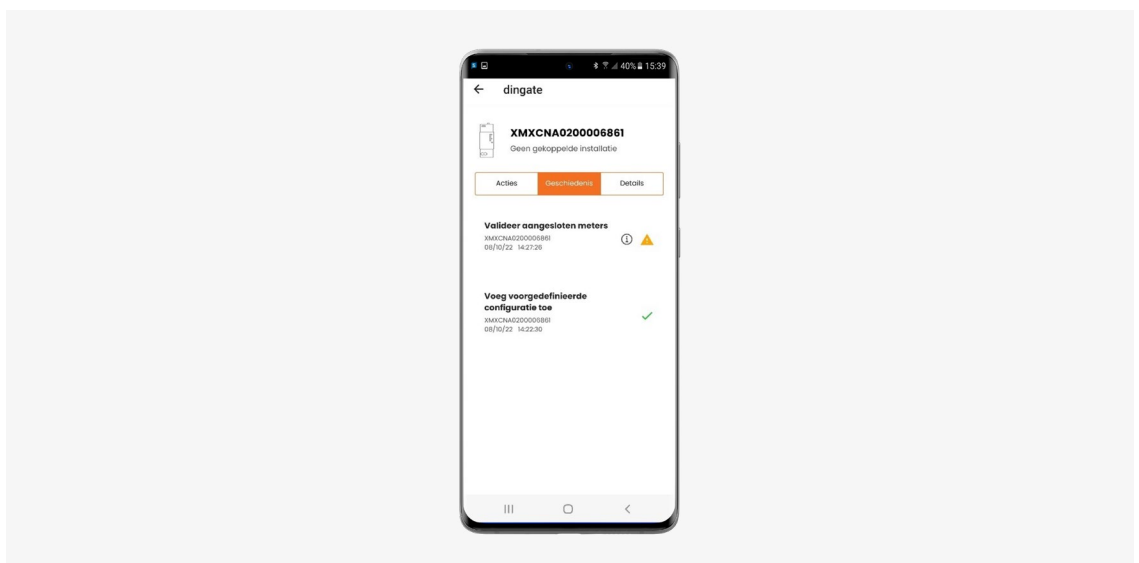 40% 15:39
dingate
XMXCNA0200006861
Geen gekoppelde installatie
Acties Geschiedenis Details
Valideer aangesloten meters
XMXCNA0200006861
08/10/22 14:27:26
Voeg voorgedefinieerde
configuratie toe
XMXCNA0200006861
08/10/22 14:22:30